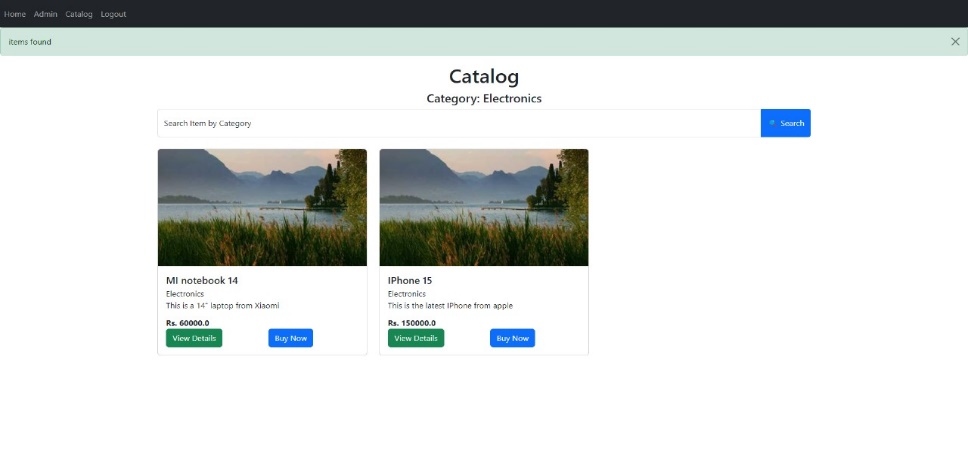 Home Admin Catalog Logout
items found
Catalog
Category: Electronics
Search Item by Category
Search
MI notebook 14
Electronics
This is a 14" laptop from Xiaomi
Rs. 60000.0
View Details Buy Now
IPhone 15
Electronics
This is the latest IPhone from apple
Rs. 150000.0
View Details Buy Now